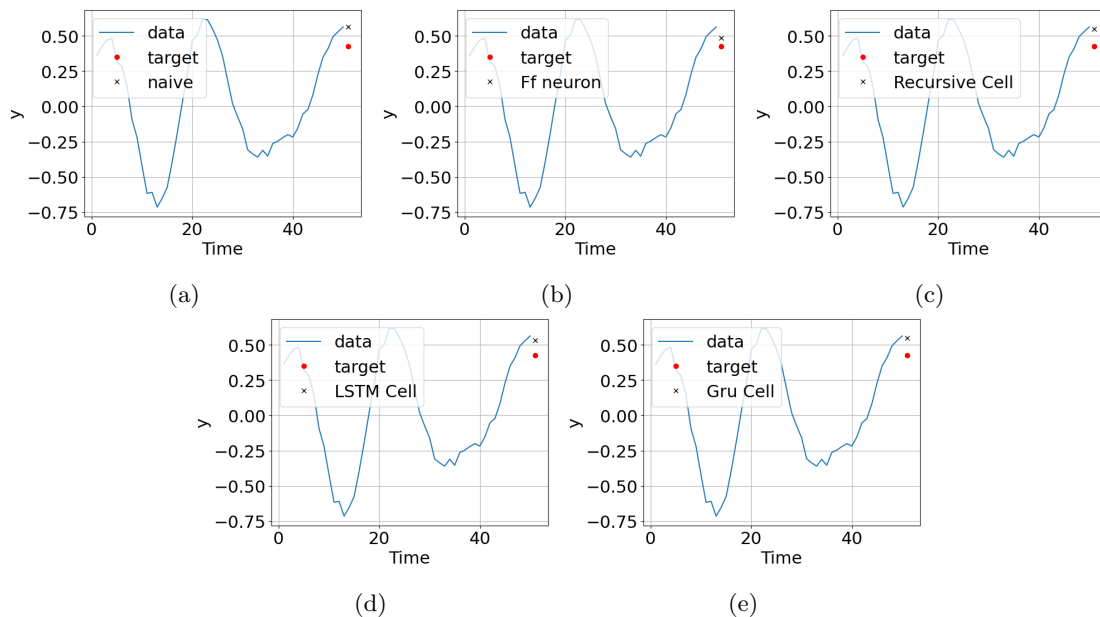 0.50
0.25
0.00
−0.25
−0.50
−0.75
y
data
target
naive
0
20
40
Time
(a)
0.50
0.25
0.00
−0.25
−0.50
−0.75
y
data
target
Ff neuron
0
20
40
Time
(b)
0.50
0.25
0.00
−0.25
−0.50
−0.75
y
data
target
Recursive Cell
0
20
40
Time
(c)
0.50
0.25
0.00
−0.25
−0.50
−0.75
y
data
target
LSTM Cell
0
20
40
Time
(d)
0.50
0.25
0.00
−0.25
−0.50
−0.75
y
data
target
Gru Cell
0
20
40
Time
(e)